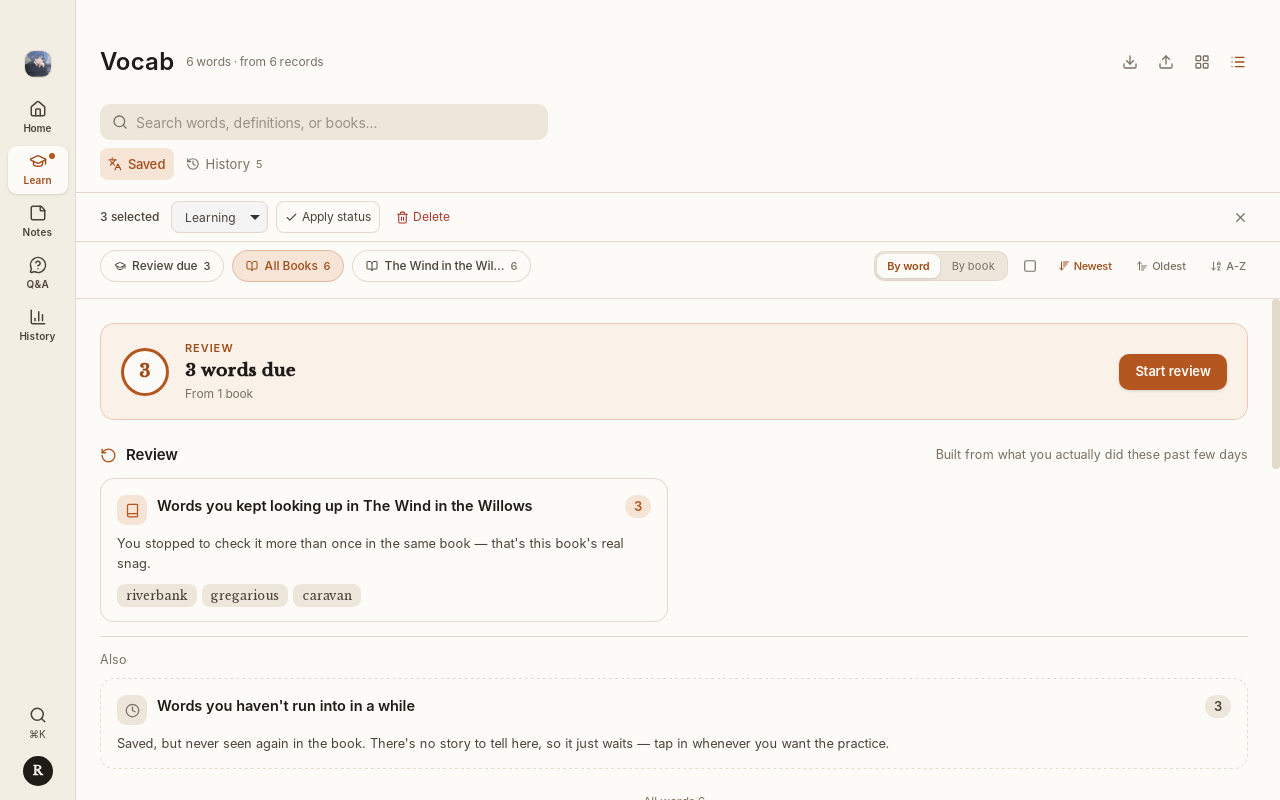 Vocab
6 words · from 6 records
Search words, definitions, or books...
Saved
History 5
3 selected
Learning
Apply status
Delete
Review due 3
All Books 6
The Wind in the Wil... 6
By word
By book
Newest
Oldest
A-Z
3
REVIEW
3 words due
From 1 book
Start review
Review
Built from what you actually did these past few days
Words you kept looking up in The Wind in the Willows
3
You stopped to check it more than once in the same book — that's this book's real
snag.
riverbank
gregarious
caravan
Also
Words you haven't run into in a while
3
Saved, but never seen again in the book. There's no story to tell here, so it just waits — tap in whenever you want the practice.
All words 6
Home
Learn
Notes
Q&A
History
⌘K
R